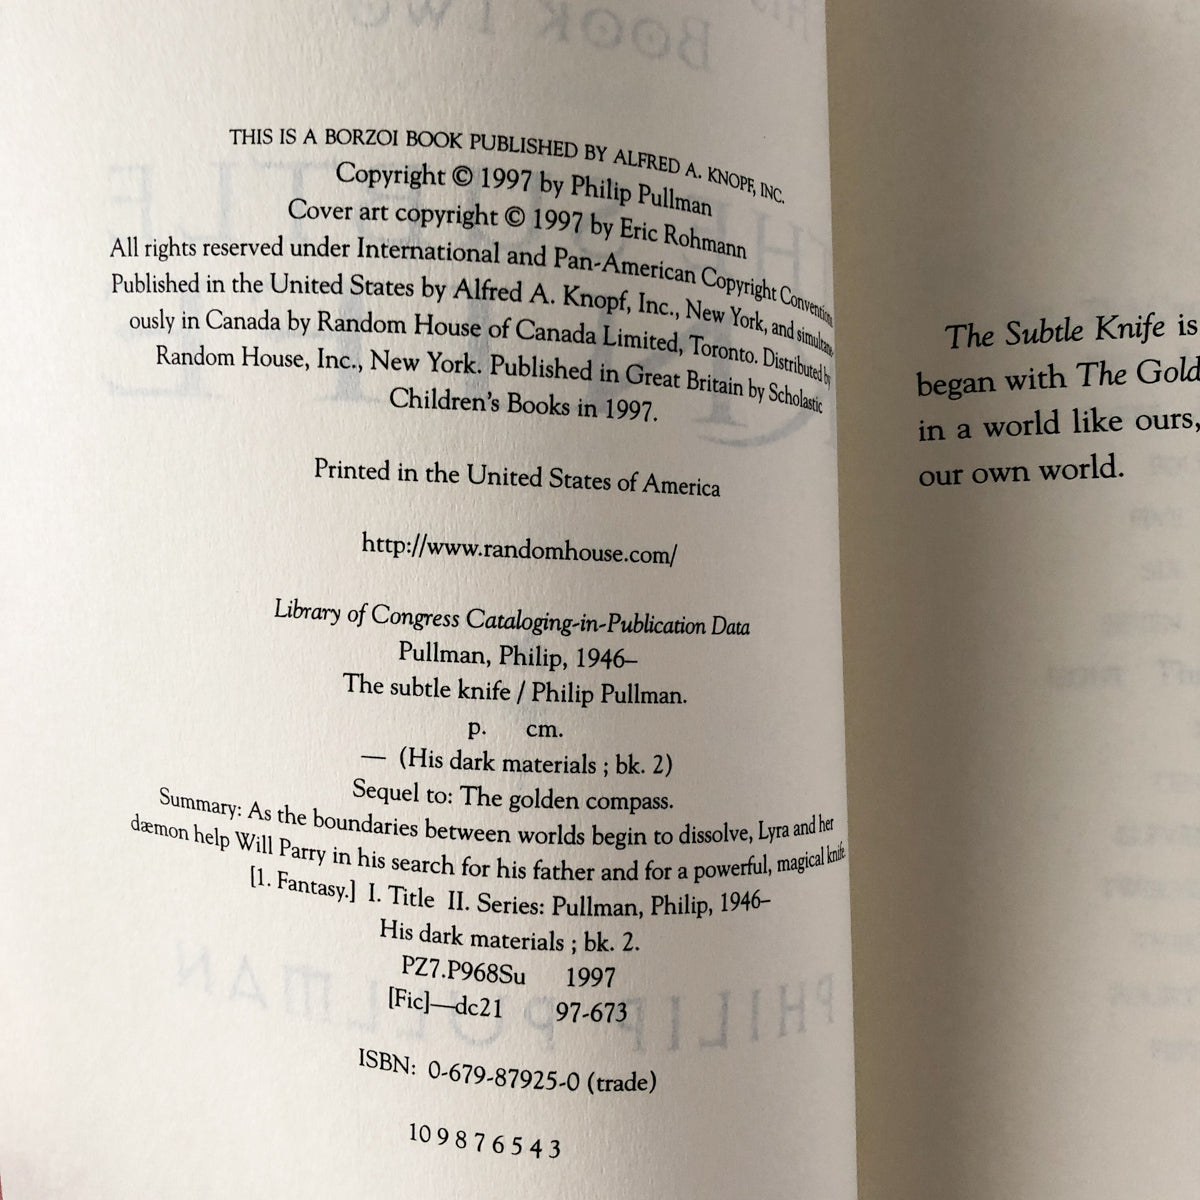 THIS IS A BORZOI BOOK PUBLISHED BY ALFRED A. KNOPF, INC.
Copyright © 1997 by Philip Pullman
Cover art copyright © 1997 by Eric Rohmann
All rights reserved under International and Pan-American Copyright Conventions
Published in the United States by Alfred A. Knopf, Inc., New York, and simultane-
ously in Canada by Random House of Canada Limited, Toronto. Distributed by
Random House, Inc., New York. Published in Great Britain by Scholastic
Children's Books in 1997.
Printed in the United States of America
http://www.randomhouse.com/
Library of Congress Cataloging-in-Publication Data
Pullman, Philip, 1946–
The subtle knife / Philip Pullman.
p. cm.
— (His dark materials ; bk. 2)
Sequel to: The golden compass.
Summary: As the boundaries between worlds begin to dissolve, Lyra and her
dæmon help Will Parry in his search for his father and for a powerful, magical knife.
[1. Fantasy.] I. Title II. Series: Pullman, Philip, 1946–
His dark materials ; bk. 2.
PZ7.P968Su 1997
[Fic]—dc21 97-673
ISBN: 0-679-87925-0 (trade)
10 9 8 7 6 5 4 3
The Subtle Knife is
began with The Gold
in a world like ours,
our own world.